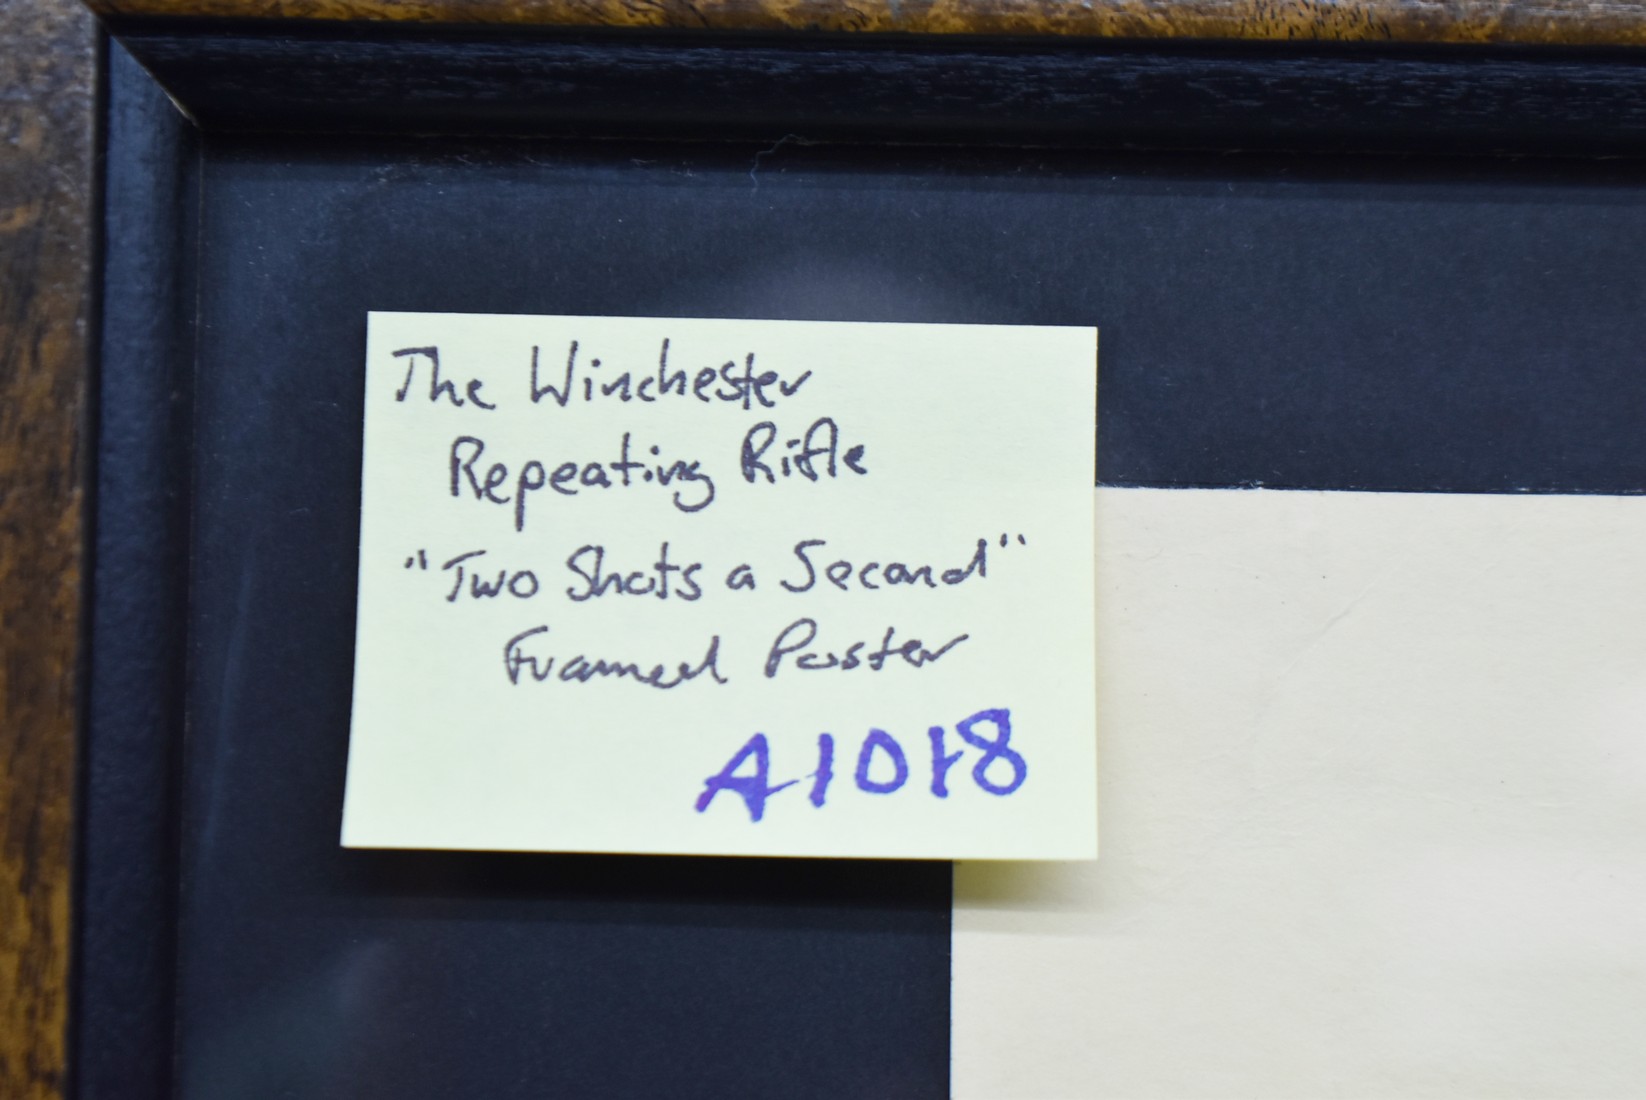 The Winchester
Repeating Rifle
"Two Shots a Second"
Framed Poster
A1018